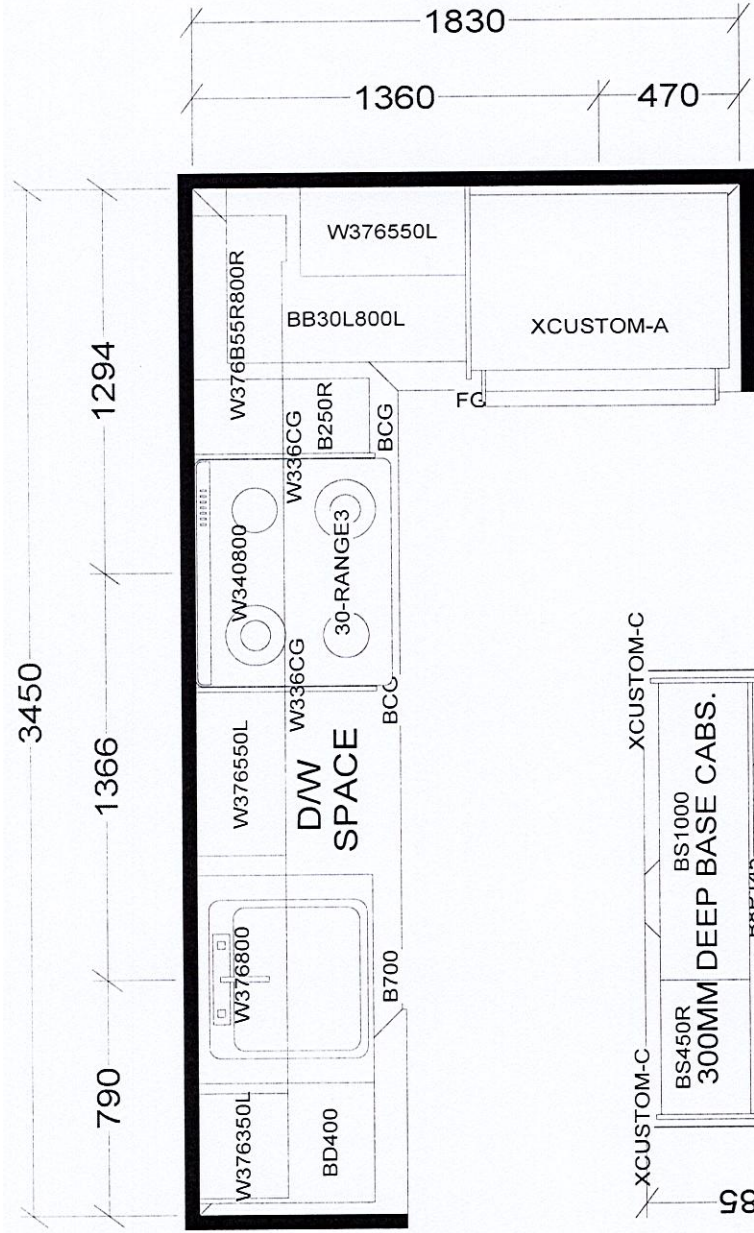 1830
1360
470
3450
1294
1366
790
W376B55R800R
W376550L
BB30L800L
XCUSTOM-A
FG
W336CG
B250R
BCG
W340800
30-RANGE3
W336CG
BCG
W376550L
D/W
SPACE
W376800
B700
W376350L
BD400
XCUSTOM-C
XCUSTOM-C
BS450R
BS1000
300MM DEEP BASE CABS.